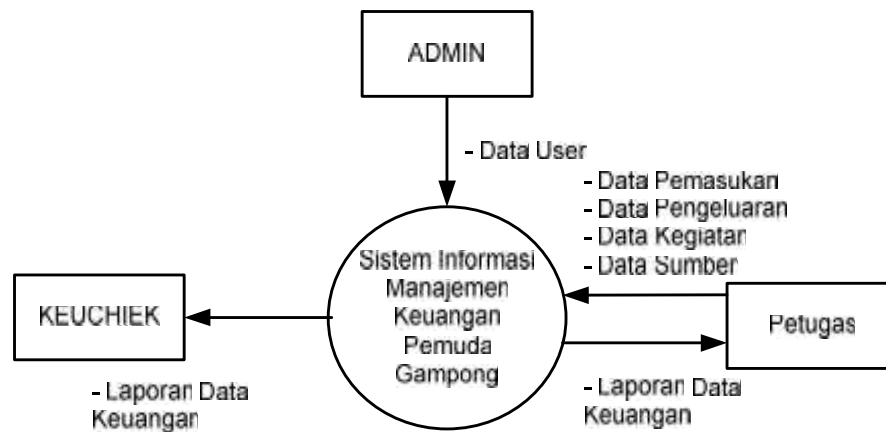 ADMIN
- Data User
- Data Pemasukan
- Data Pengeluaran
- Data Kegiatan
- Data Sumber
Sistem Informasi
Manajemen
Keuangan
Pemuda
Gampong
KEUCHIEK
Petugas
- Laporan Data
Keuangan
- Laporan Data
Keuangan